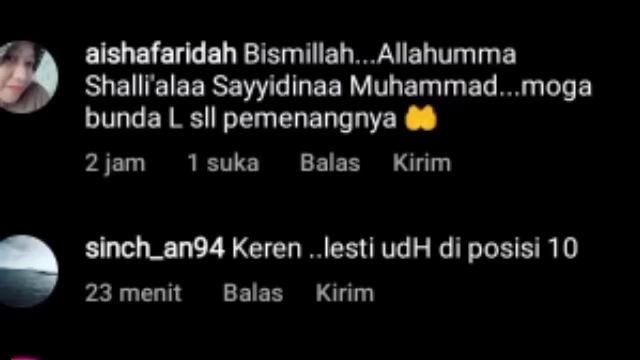 aishafaridah Bismillah...Allahumma
Shalli'alaa Sayyidinaa Muhammad...moga
bunda L sll pemenangnya 🤲
2 jam 1 suka Balas Kirim
sinch_an94 Keren ..lesti udH di posisi 10
23 menit Balas Kirim